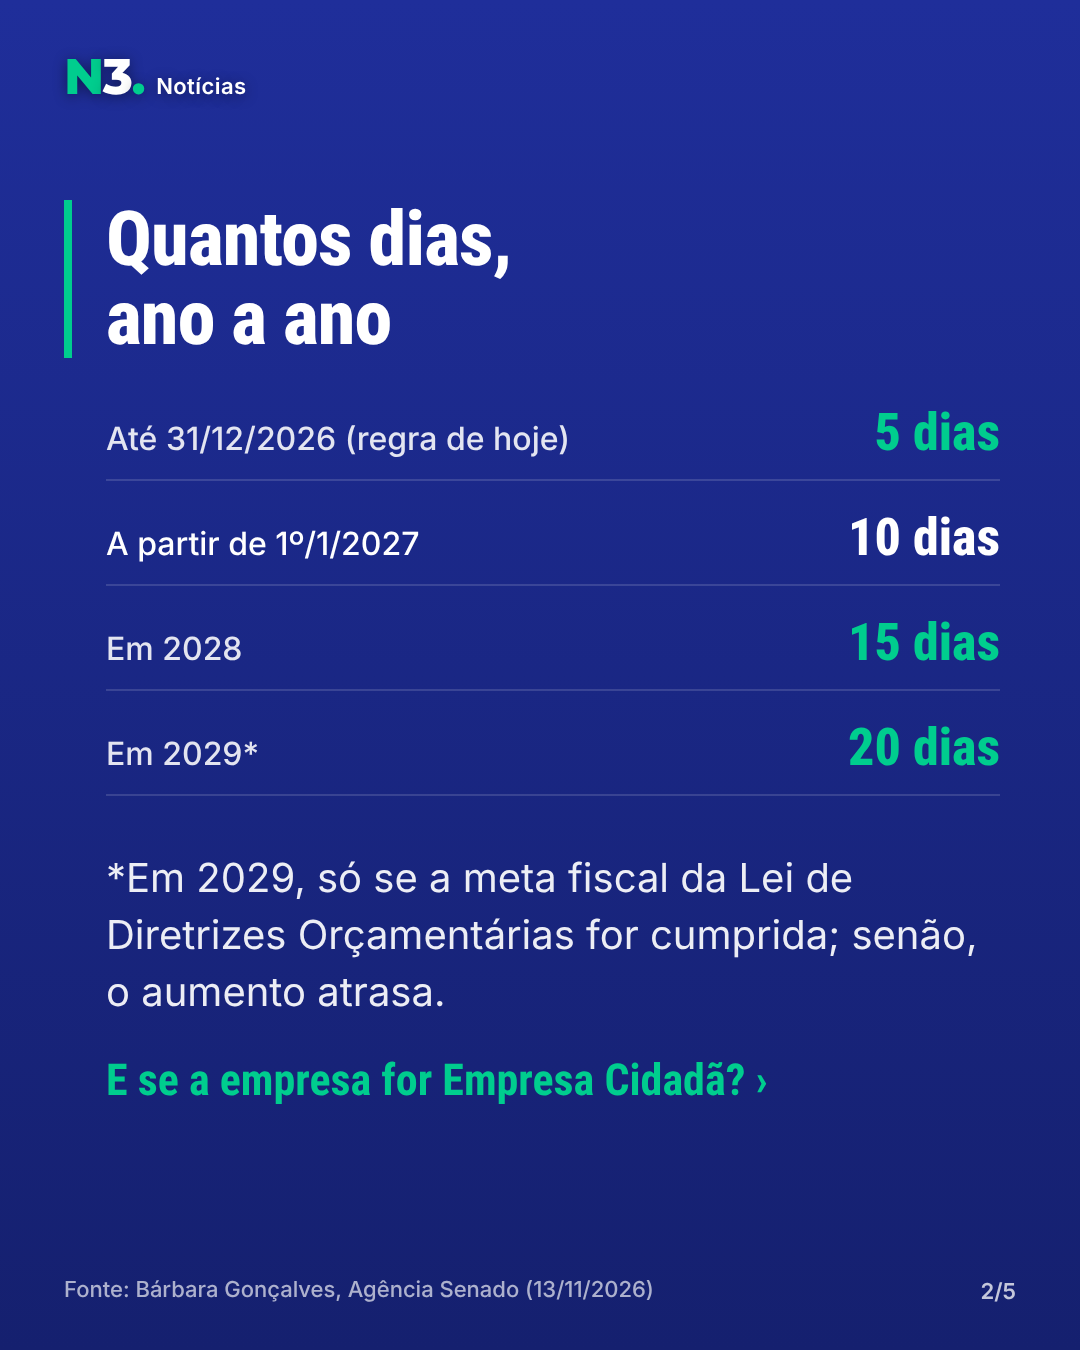 N3. Notícias
Quantos dias,
ano a ano
Até 31/12/2026 (regra de hoje) 5 dias
A partir de 1º/1/2027 10 dias
Em 2028 15 dias
Em 2029* 20 dias
*Em 2029, só se a meta fiscal da Lei de
Diretrizes Orçamentárias for cumprida; senão,
o aumento atrasa.
E se a empresa for Empresa Cidadã? ›
Fonte: Bárbara Gonçalves, Agência Senado (13/11/2026) 2/5